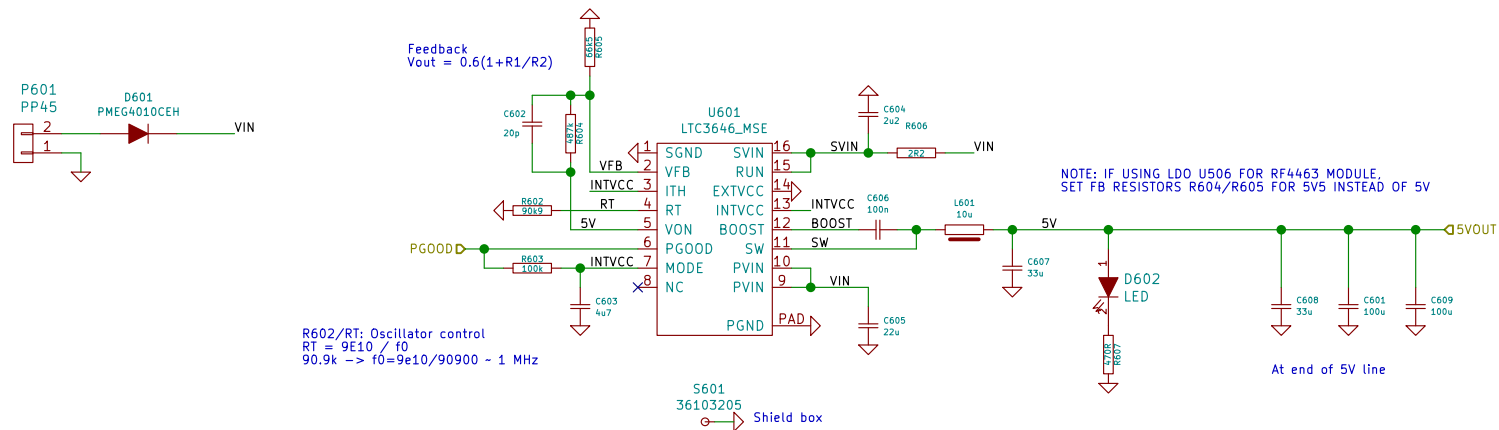 Feedback
Vout = 0.6(1+R1/R2)
66k5
R605
P601
PP45
2
1
D601
PMEG4010CEH
VIN
C602
20p
487k
R604
U601
LTC3646_MSE
1 SGND
2 VFB
3 ITH
4 RT
5 VON
6 PGOOD
7 MODE
8 NC
SVIN 16
RUN 15
EXTVCC 14
INTVCC 13
BOOST 12
SW 11
PVIN 10
PVIN 9
PGND PAD
VFB
INTVCC
RT
R602
90k9
5V
PGOOD
R603
100k
INTVCC
C603
4u7
C604
2u2
R606
2R2
SVIN
VIN
INTVCC
BOOST
C606
100n
SW
L601
10u
VIN
C605
22u
5V
C607
33u
NOTE: IF USING LDO U506 FOR RF4463 MODULE,
SET FB RESISTORS R604/R605 FOR 5V5 INSTEAD OF 5V
5VOUT
1
D602
LED
2
470R
R607
C608
33u
C601
100u
C609
100u
At end of 5V line
R602/RT: Oscillator control
RT = 9E10 / f0
90.9k -> f0=9e10/90900 ~ 1 MHz
S601
36103205
Shield box